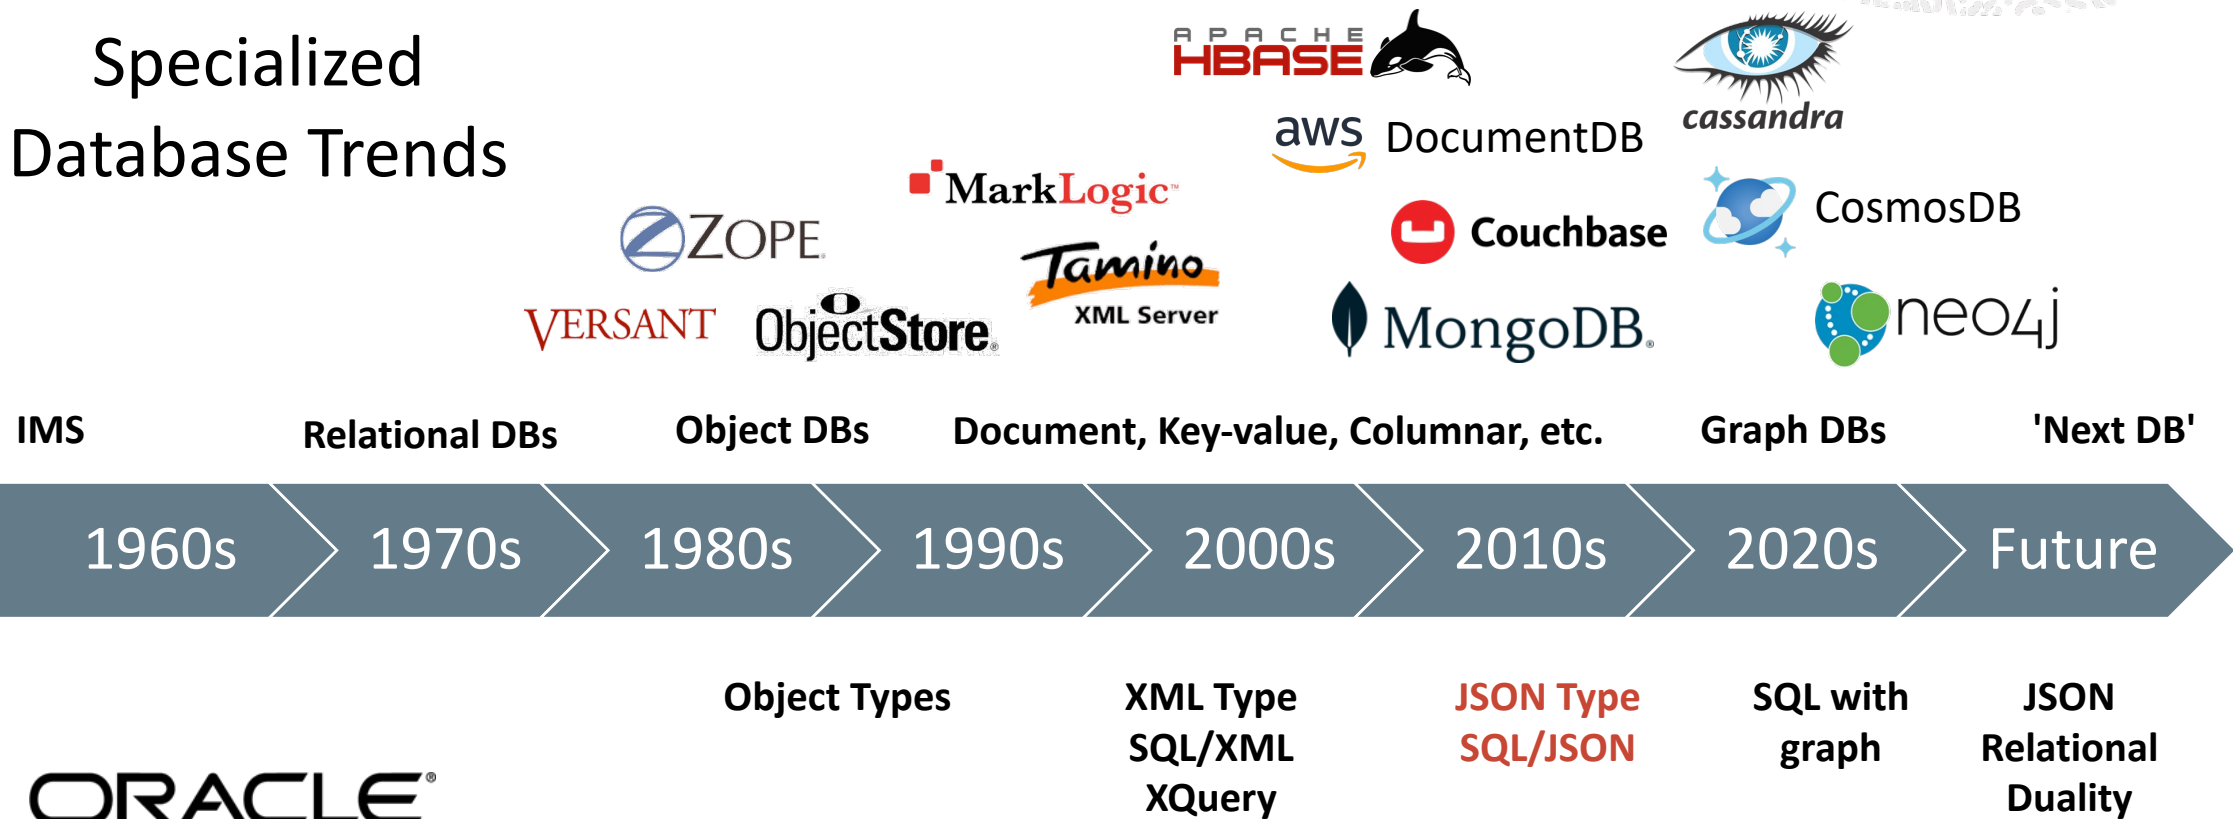 Specialized
Database Trends
APACHE
HBASE
cassandra
aws DocumentDB
MarkLogic™
CosmosDB
ZOPE
Couchbase
Tamino
XML Server
VERSANT
ObjectStore®
MongoDB®
neo4j
IMS
Relational DBs
Object DBs
Document, Key-value, Columnar, etc.
Graph DBs
'Next DB'
1960s
1970s
1980s
1990s
2000s
2010s
2020s
Future
Object Types
XML Type
SQL/XML
XQuery
JSON Type
SQL/JSON
SQL with
graph
JSON
Relational
Duality
ORACLE®